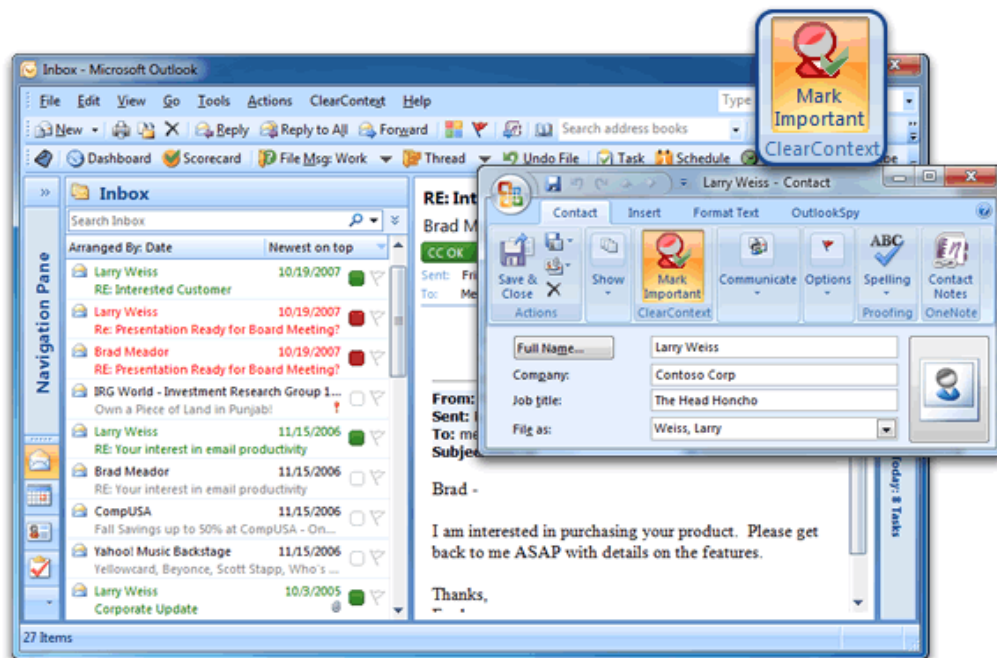 Mark
Important
ClearContext
Inbox - Microsoft Outlook
File Edit View Go Tools Actions ClearContext Help
Type
New Reply Reply to All Forward Search address books
Dashboard Scorecard File Msg: Work Thread Undo File Task Schedule
» Inbox
Search Inbox
Arranged By: Date Newest on top
Larry Weiss 10/19/2007
RE: Interested Customer
Larry Weiss 10/19/2007
Re: Presentation Ready for Board Meeting?
Brad Meador 10/19/2007
RE: Presentation Ready for Board Meeting?
IRG World - Investment Research Group 1...
Own a Piece of Land in Punjab!
Larry Weiss 11/15/2006
RE: Your interest in email productivity
Brad Meador 11/15/2006
RE: Your interest in email productivity
CompUSA 11/15/2006
Fall Savings up to 50% at CompUSA - On...
Yahoo! Music Backstage 11/15/2006
Yellowcard, Beyonce, Scott Stapp, Who's ...
Larry Weiss 10/3/2005
Corporate Update
Navigation Pane
27 Items
RE: Int
Brad M
CC OK
Sent: Fri
To: Me
From:
Sent:
To: me
Subje
Brad -
I am interested in purchasing your product. Please get
back to me ASAP with details on the features.
Thanks,
Today: 8 Tasks
Larry Weiss - Contact
Contact Insert Format Text OutlookSpy
Save &
Close
Show
Mark
Important
Communicate
Options
ABC
Spelling
Contact
Notes
Actions ClearContext Proofing OneNote
Full Name... Larry Weiss
Company: Contoso Corp
Job title: The Head Honcho
File as: Weiss, Larry